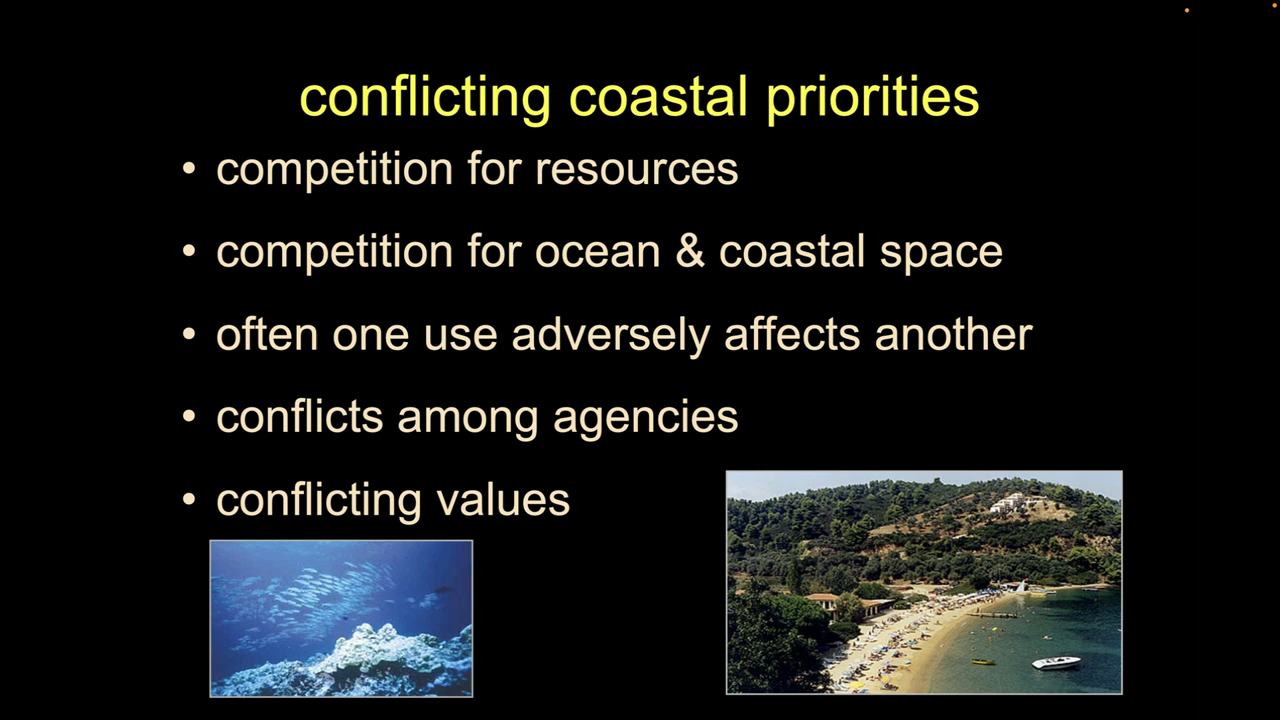 conflicting coastal priorities
• competition for resources
• competition for ocean & coastal space
• often one use adversely affects another
• conflicts among agencies
• conflicting values